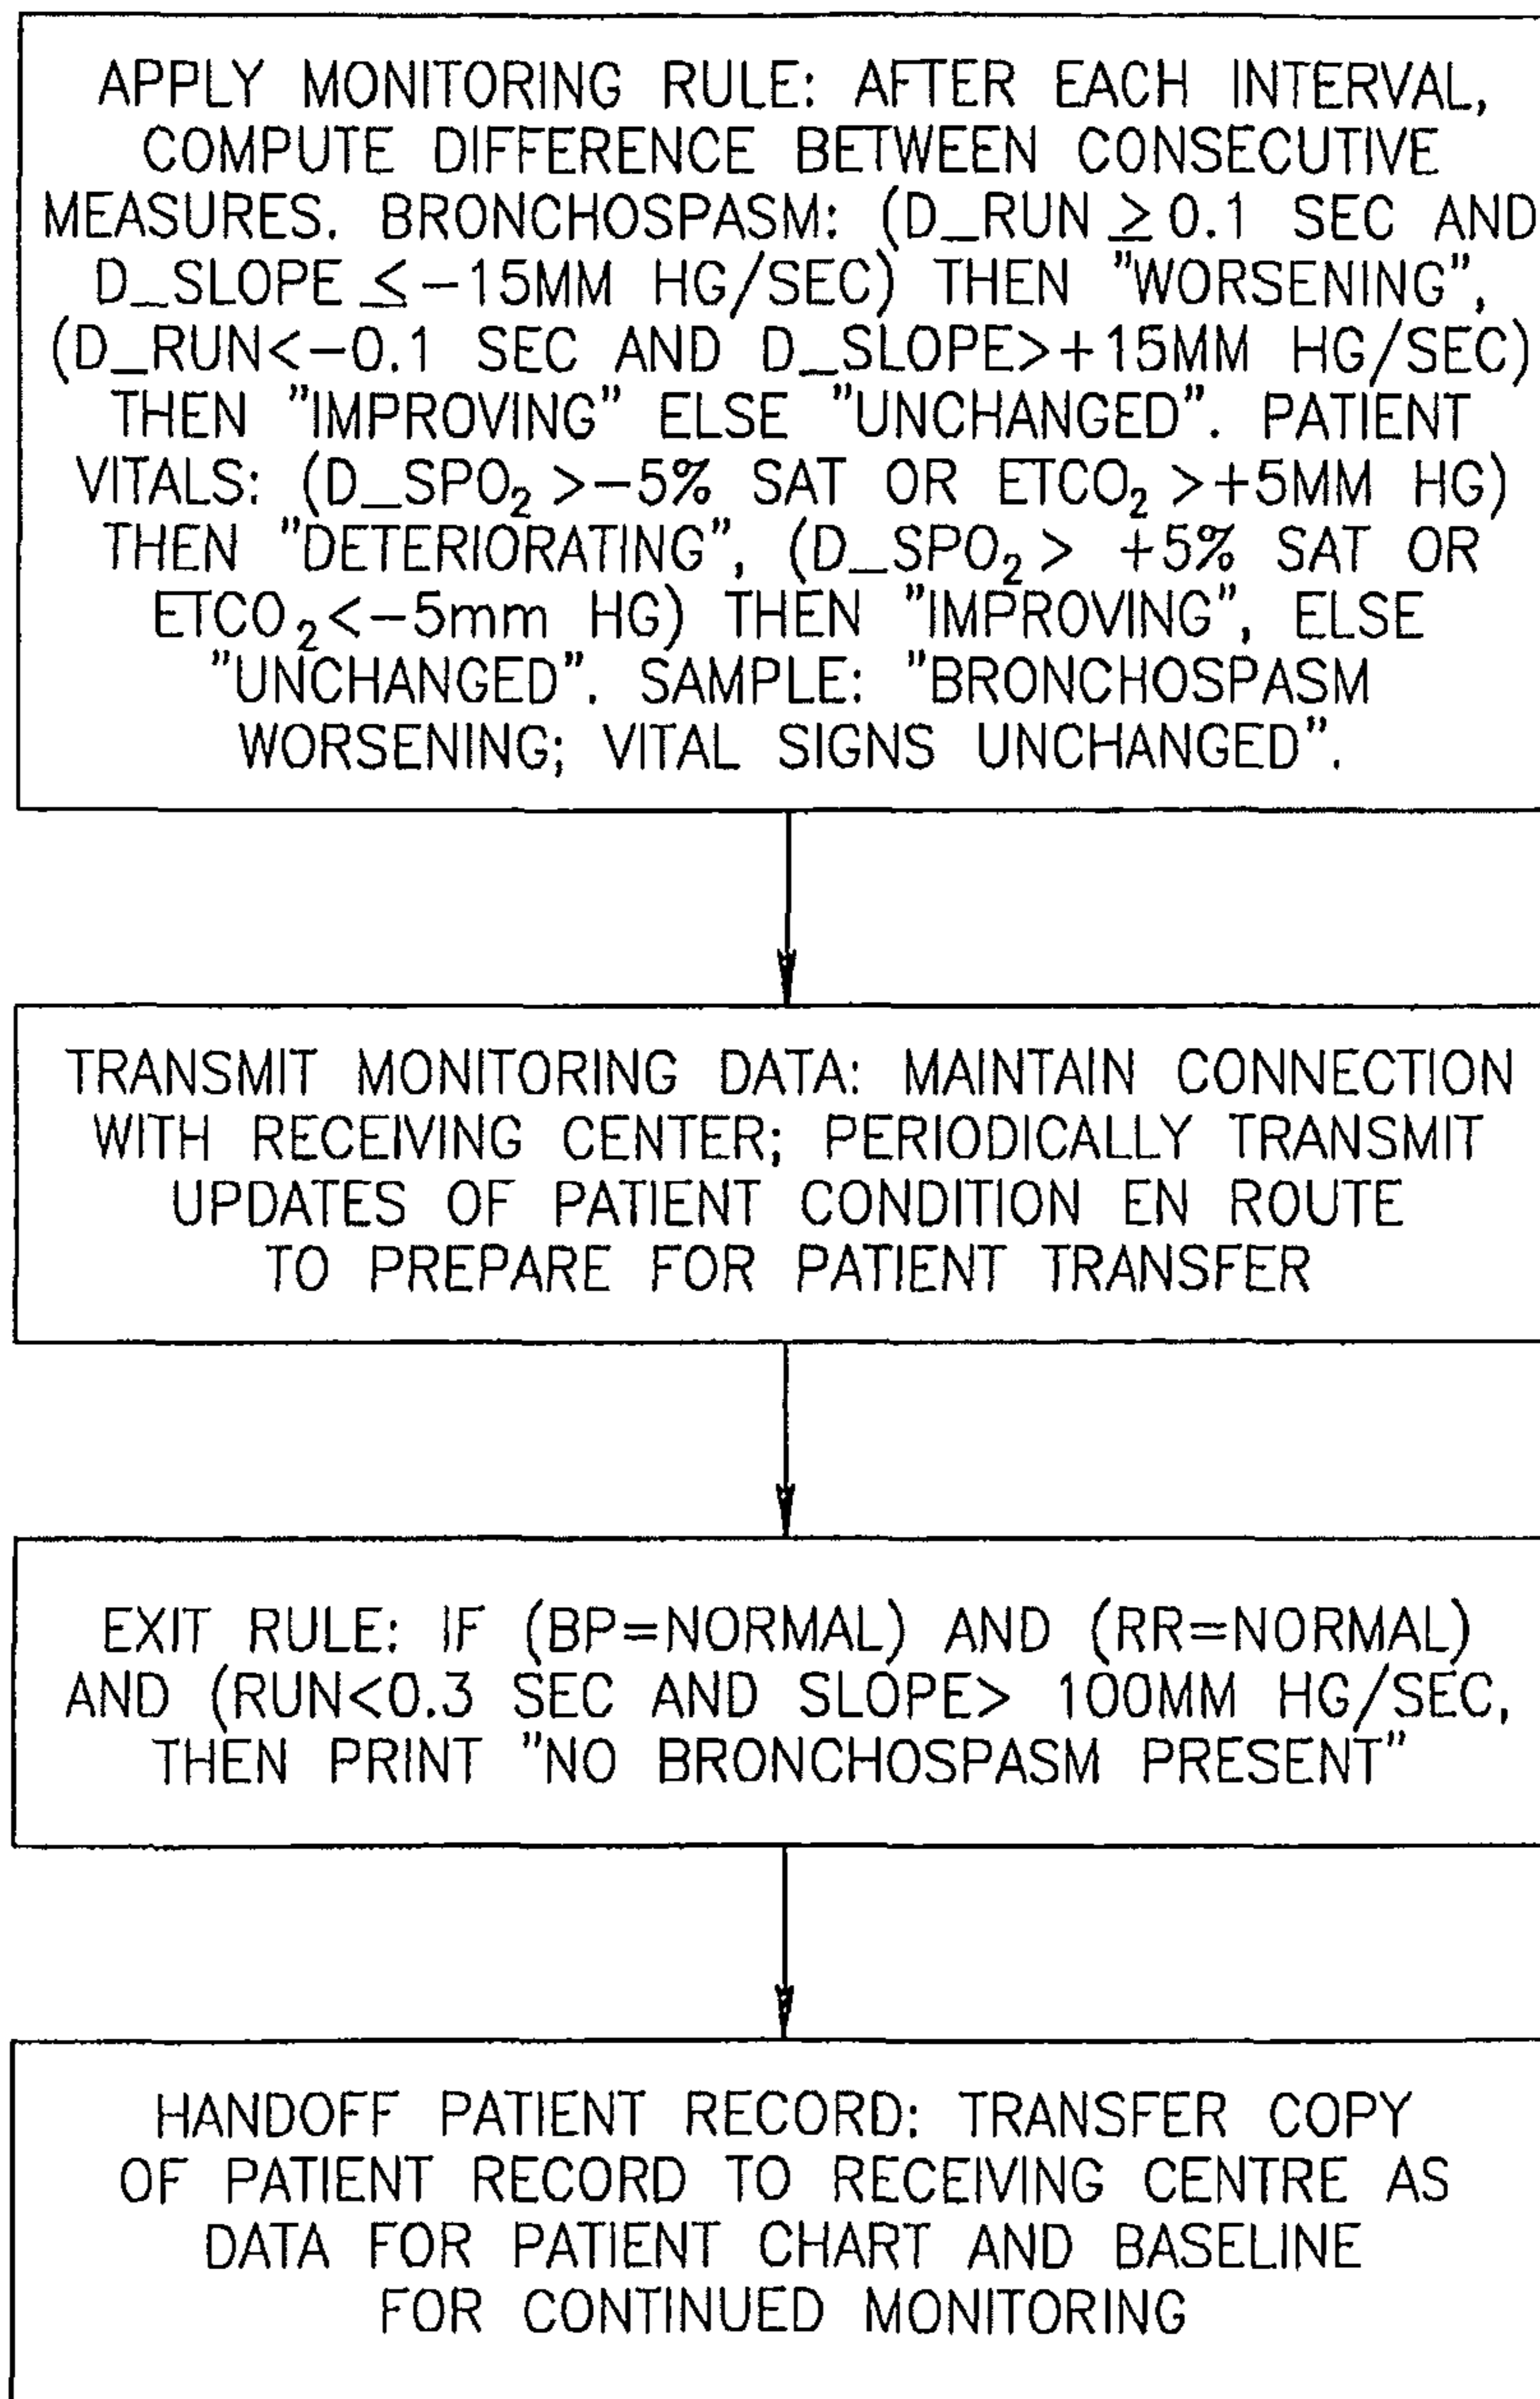 APPLY MONITORING RULE: AFTER EACH INTERVAL,
COMPUTE DIFFERENCE BETWEEN CONSECUTIVE
MEASURES. BRONCHOSPASM: (D_RUN ≥ 0.1 SEC AND
D_SLOPE ≤ -15MM HG/SEC) THEN "WORSENING",
(D_RUN<-0.1 SEC AND D_SLOPE>+15MM HG/SEC)
THEN "IMPROVING" ELSE "UNCHANGED". PATIENT
VITALS: (D_SPO₂ >-5% SAT OR ETCO₂ >+5MM HG)
THEN "DETERIORATING", (D_SPO₂ > +5% SAT OR
ETCO₂<-5mm HG) THEN "IMPROVING", ELSE
"UNCHANGED". SAMPLE: "BRONCHOSPASM
WORSENING; VITAL SIGNS UNCHANGED".
TRANSMIT MONITORING DATA: MAINTAIN CONNECTION
WITH RECEIVING CENTER; PERIODICALLY TRANSMIT
UPDATES OF PATIENT CONDITION EN ROUTE
TO PREPARE FOR PATIENT TRANSFER
EXIT RULE: IF (BP=NORMAL) AND (RR=NORMAL)
AND (RUN<0.3 SEC AND SLOPE> 100MM HG/SEC,
THEN PRINT "NO BRONCHOSPASM PRESENT"
HANDOFF PATIENT RECORD: TRANSFER COPY
OF PATIENT RECORD TO RECEIVING CENTRE AS
DATA FOR PATIENT CHART AND BASELINE
FOR CONTINUED MONITORING